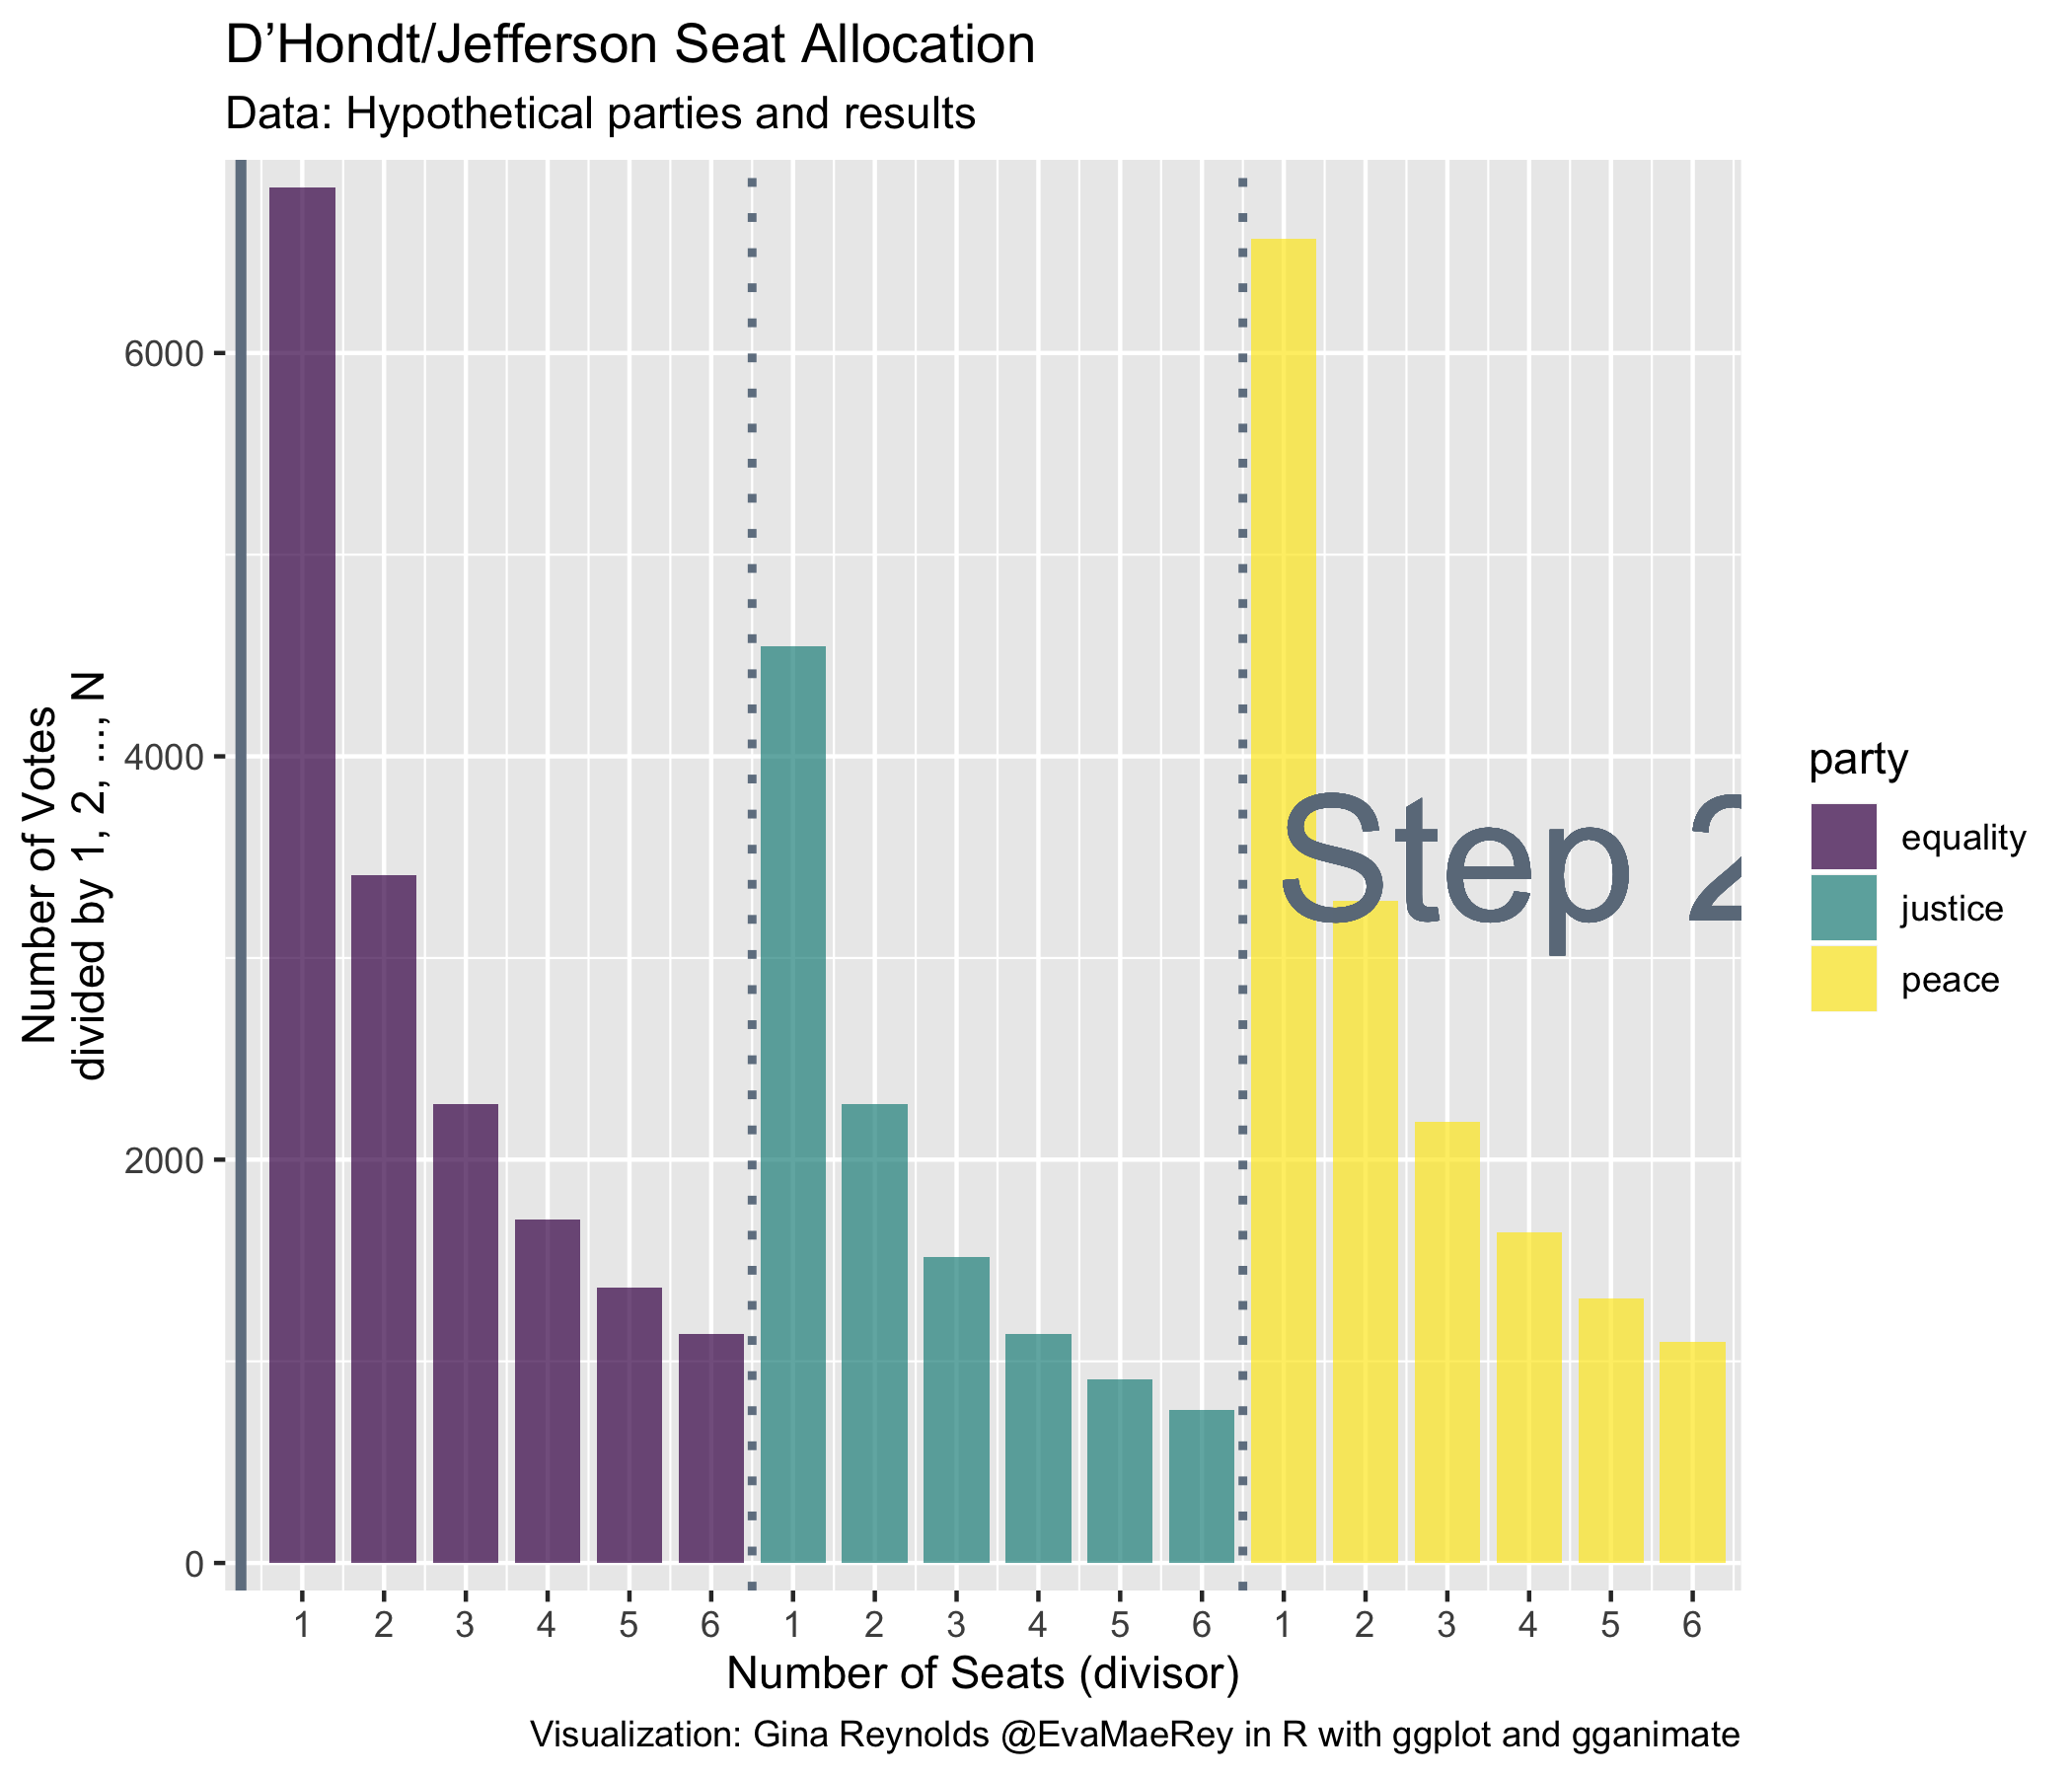 D’Hondt/Jefferson Seat Allocation
Data: Hypothetical parties and results
Number of Votes
divided by 1, 2, ..., N
6000
4000
2000
0
Step 2
party
equality
justice
peace
1 2 3 4 5 6 1 2 3 4 5 6 1 2 3 4 5 6
Number of Seats (divisor)
Visualization: Gina Reynolds @EvaMaeRey in R with ggplot and gganimate